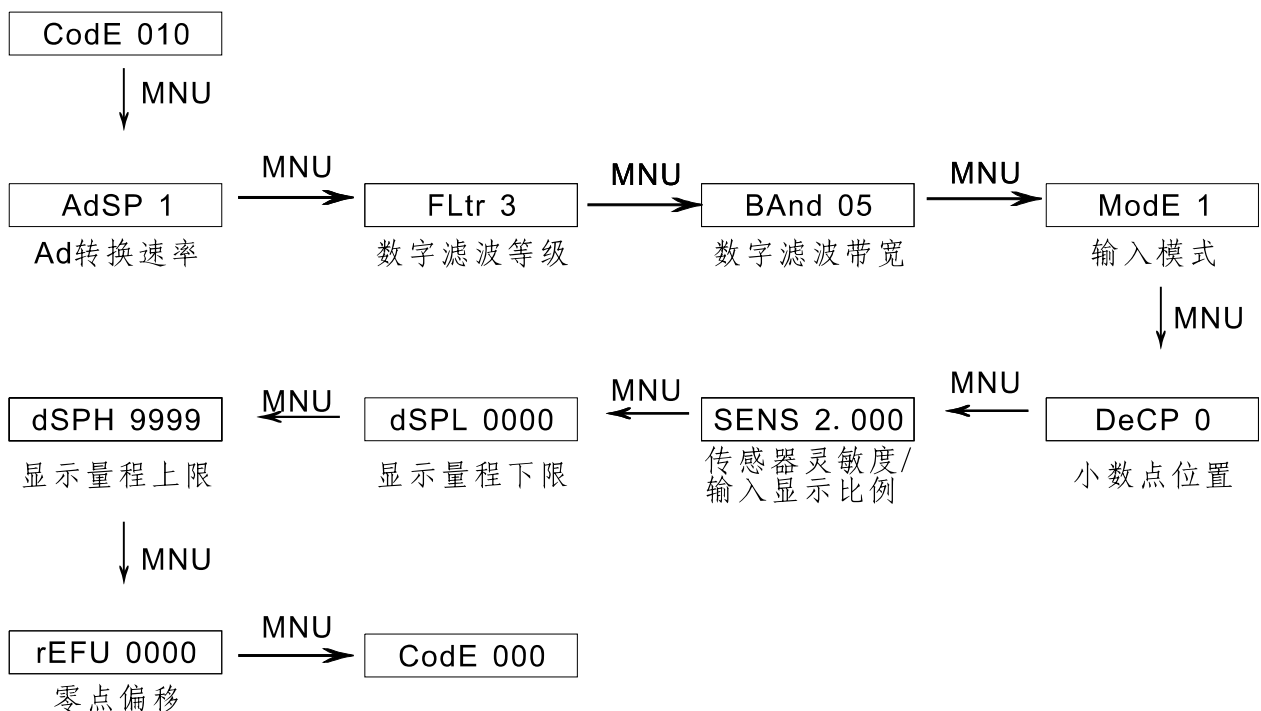 CodE 010
MNU
AdSP 1
Ad转换速率
MNU
FLtr 3
数字滤波等级
MNU
BAnd 05
数字滤波带宽
MNU
ModE 1
输入模式
MNU
DeCP 0
小数点位置
MNU
SENS 2.000
传感器灵敏度/
输入显示比例
MNU
dSPL 0000
显示量程下限
MNU
dSPH 9999
显示量程上限
MNU
rEFU 0000
零点偏移
MNU
CodE 000